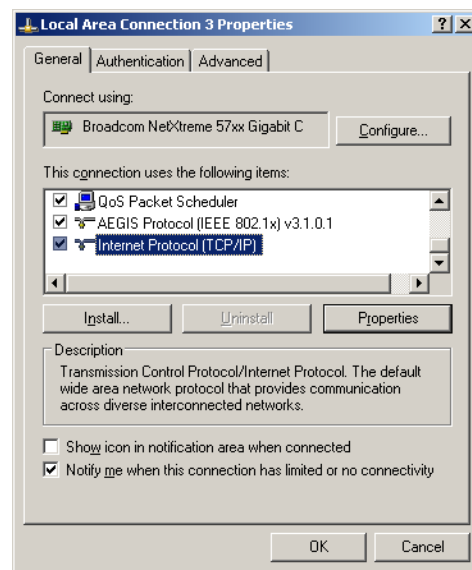 Local Area Connection 3 Properties
General Authentication Advanced
Connect using:
Broadcom NetXtreme 57xx Gigabit C
Configure...
This connection uses the following items:
QoS Packet Scheduler
AEGIS Protocol (IEEE 802.1x) v3.1.0.1
Internet Protocol (TCP/IP)
Install... Uninstall Properties
Description
Transmission Control Protocol/Internet Protocol. The default
wide area network protocol that provides communication
across diverse interconnected networks.
Show icon in notification area when connected
Notify me when this connection has limited or no connectivity
OK Cancel